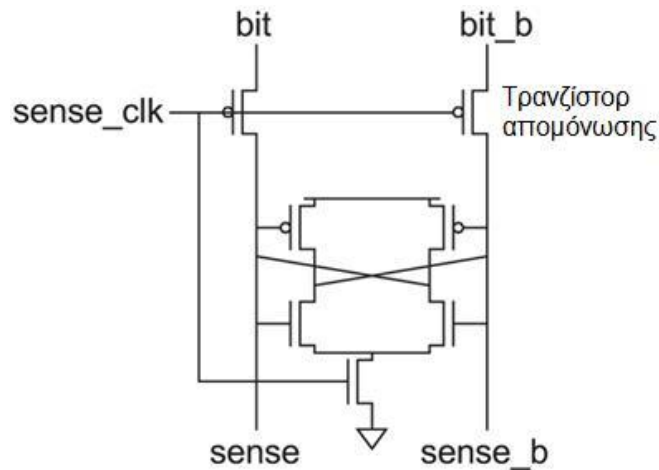 bit
bit_b
sense_clk
Τρανζίστορ
απομόνωσης
sense
sense_b